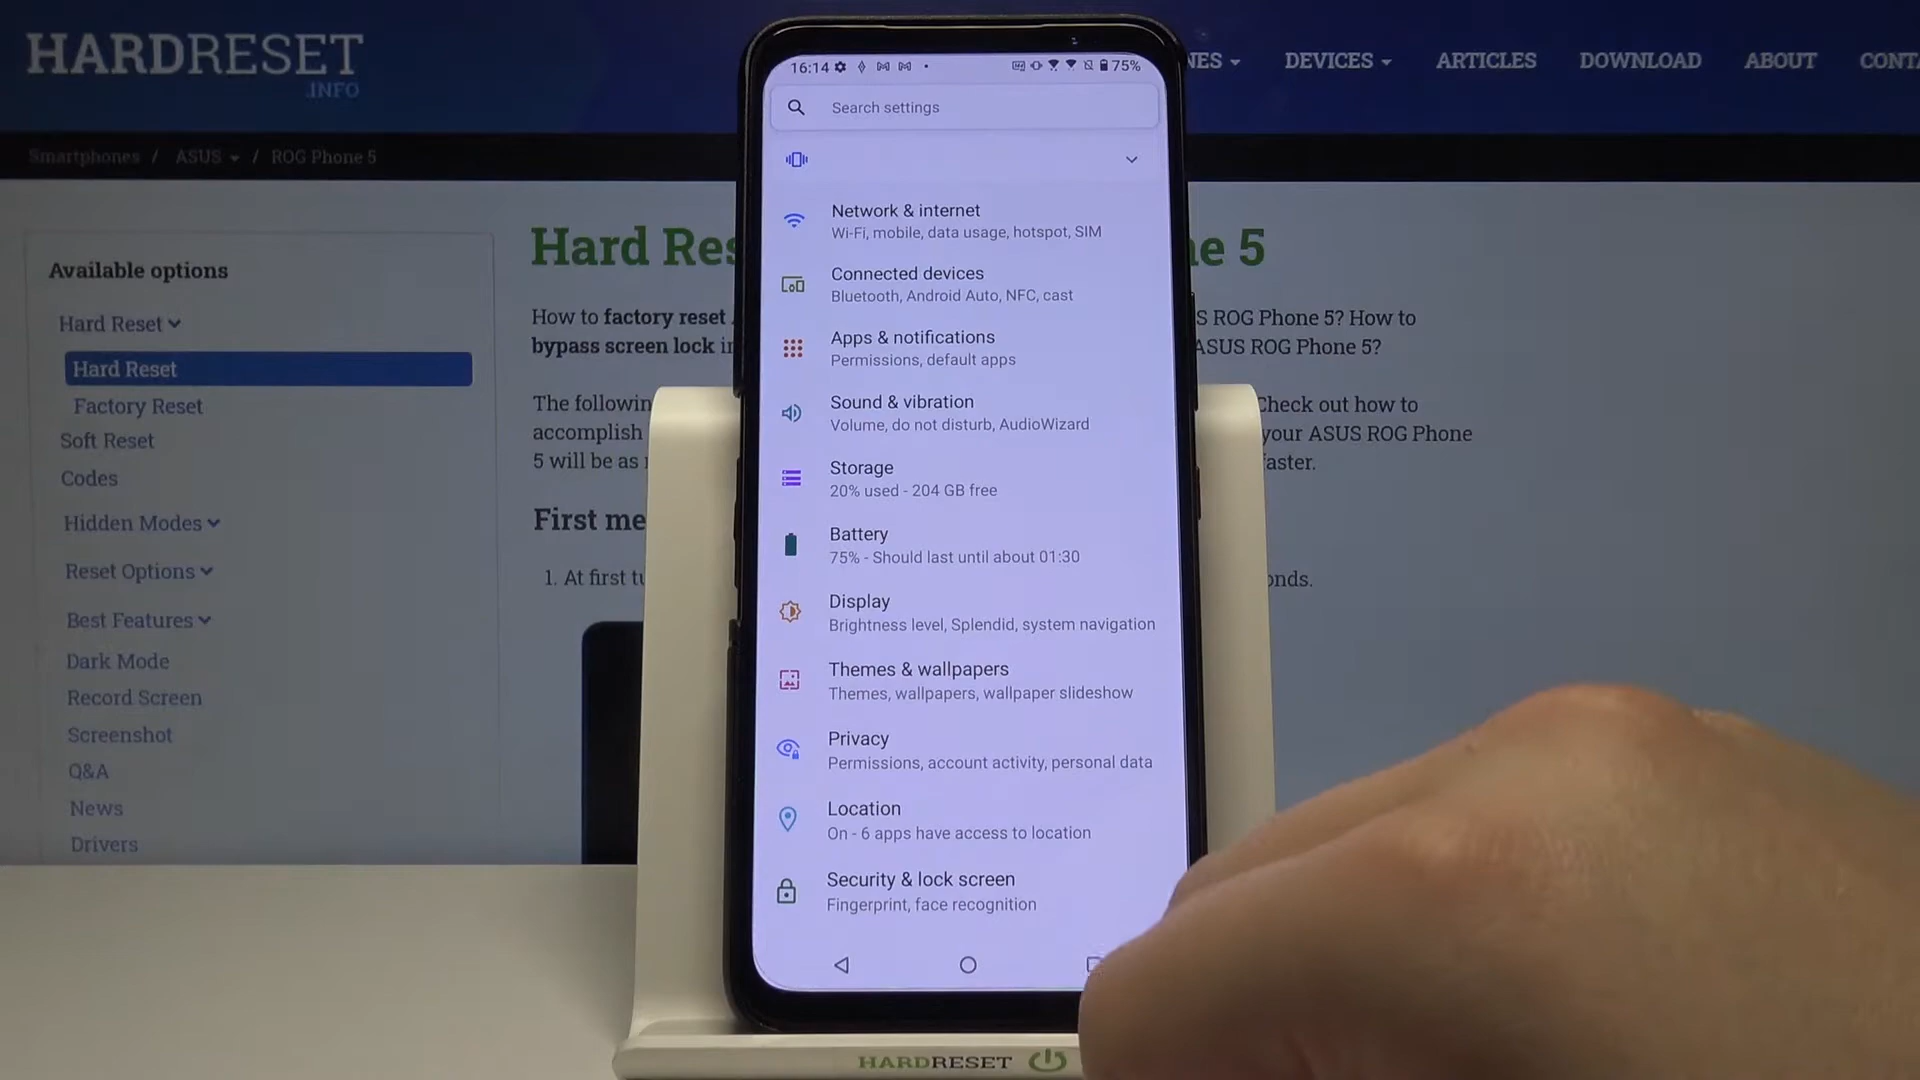 HARDRESET
.INFO
NES DEVICES ARTICLES DOWNLOAD ABOUT CONTA
Smartphones / ASUS / ROG Phone 5
Available options
Hard Reset
Hard Reset
Factory Reset
Soft Reset
Codes
Hidden Modes
Reset Options
Best Features
Dark Mode
Record Screen
Screenshot
Q&A
News
Drivers
Hard Res
ne 5
How to factory reset
S ROG Phone 5? How to
bypass screen lock in
ASUS ROG Phone 5?
The followin
Check out how to
accomplish
your ASUS ROG Phone
5 will be as
faster.
First me
1. At first tu
onds.
16:14 75%
Search settings
Network & internet
Wi-Fi, mobile, data usage, hotspot, SIM
Connected devices
Bluetooth, Android Auto, NFC, cast
Apps & notifications
Permissions, default apps
Sound & vibration
Volume, do not disturb, AudioWizard
Storage
20% used - 204 GB free
Battery
75% - Should last until about 01:30
Display
Brightness level, Splendid, system navigation
Themes & wallpapers
Themes, wallpapers, wallpaper slideshow
Privacy
Permissions, account activity, personal data
Location
On - 6 apps have access to location
Security & lock screen
Fingerprint, face recognition
HARDRESET